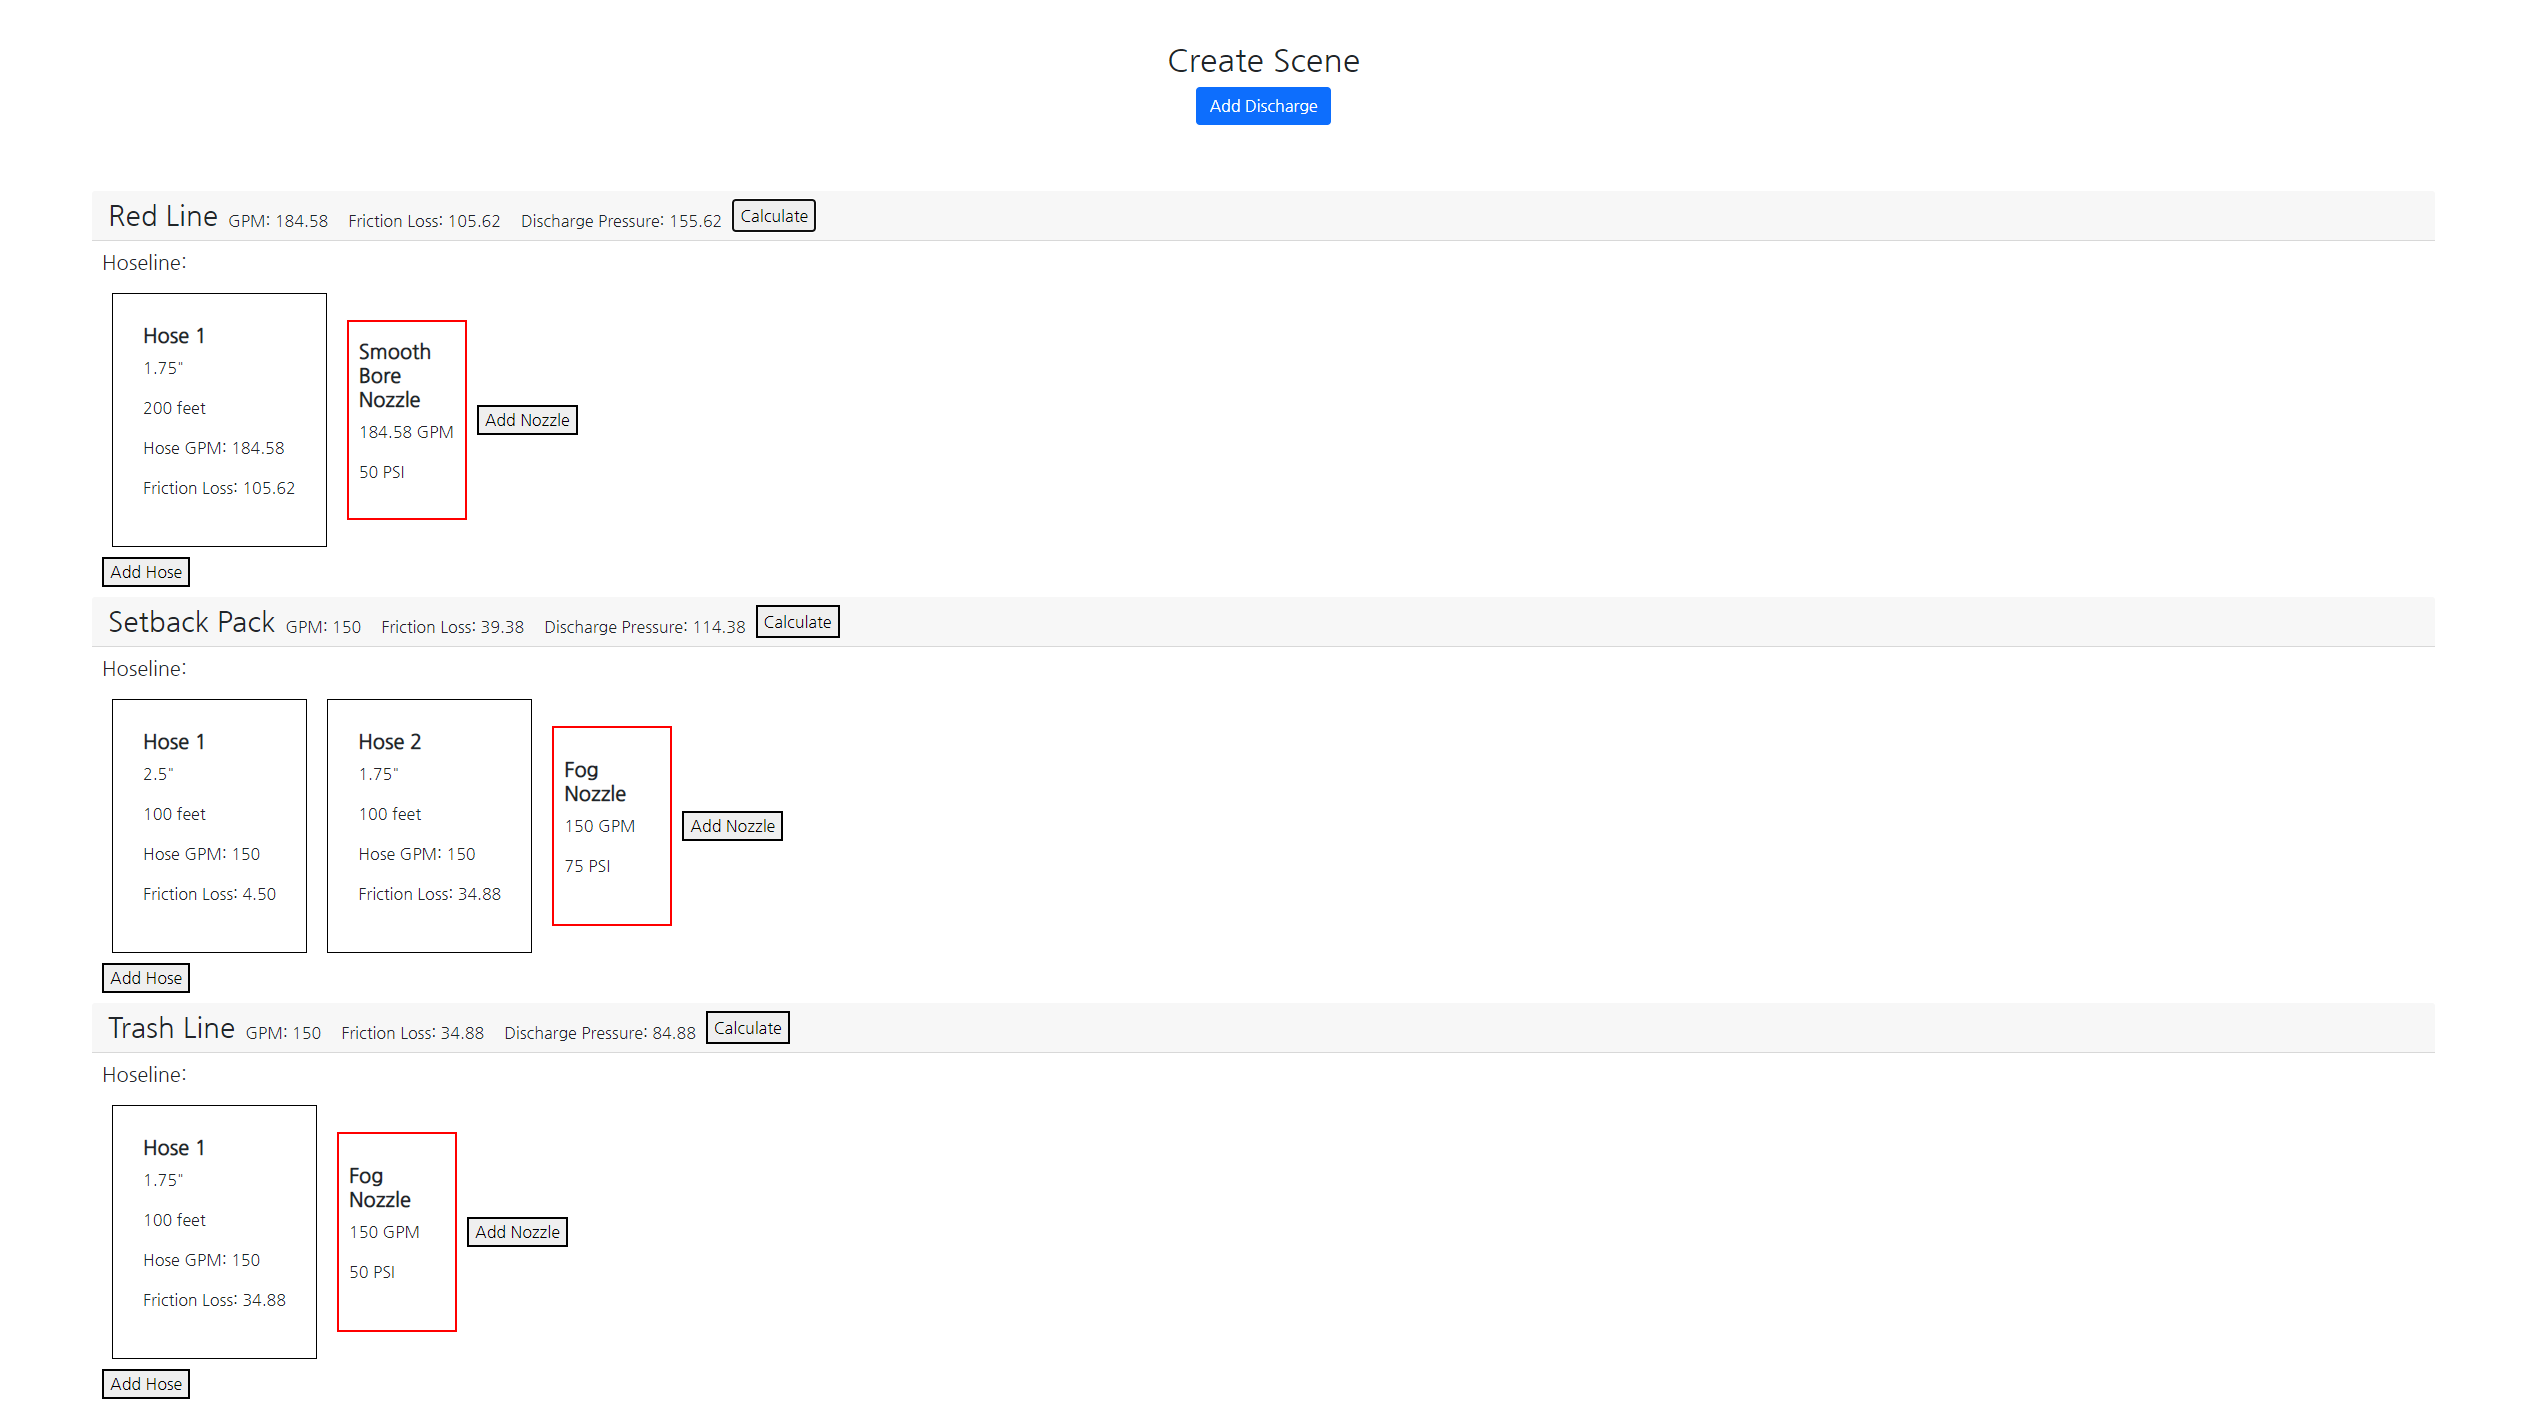 Create Scene
Add Discharge
Red Line GPM: 184.58 Friction Loss: 105.62 Discharge Pressure: 155.62 Calculate
Hoseline:
Hose 1
1.75"
200 feet
Hose GPM: 184.58
Friction Loss: 105.62
Smooth
Bore
Nozzle
184.58 GPM
50 PSI
Add Nozzle
Add Hose
Setback Pack GPM: 150 Friction Loss: 39.38 Discharge Pressure: 114.38 Calculate
Hoseline:
Hose 1
2.5"
100 feet
Hose GPM: 150
Friction Loss: 4.50
Hose 2
1.75"
100 feet
Hose GPM: 150
Friction Loss: 34.88
Fog
Nozzle
150 GPM
75 PSI
Add Nozzle
Add Hose
Trash Line GPM: 150 Friction Loss: 34.88 Discharge Pressure: 84.88 Calculate
Hoseline:
Hose 1
1.75"
100 feet
Hose GPM: 150
Friction Loss: 34.88
Fog
Nozzle
150 GPM
50 PSI
Add Nozzle
Add Hose